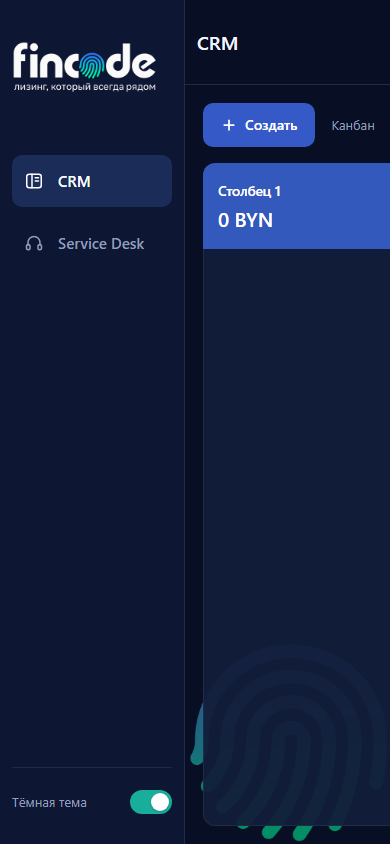 fincode
лизинг, который всегда рядом
CRM
CRM
Создать
Канбан
Столбец 1
0 BYN
Service Desk
Тёмная тема